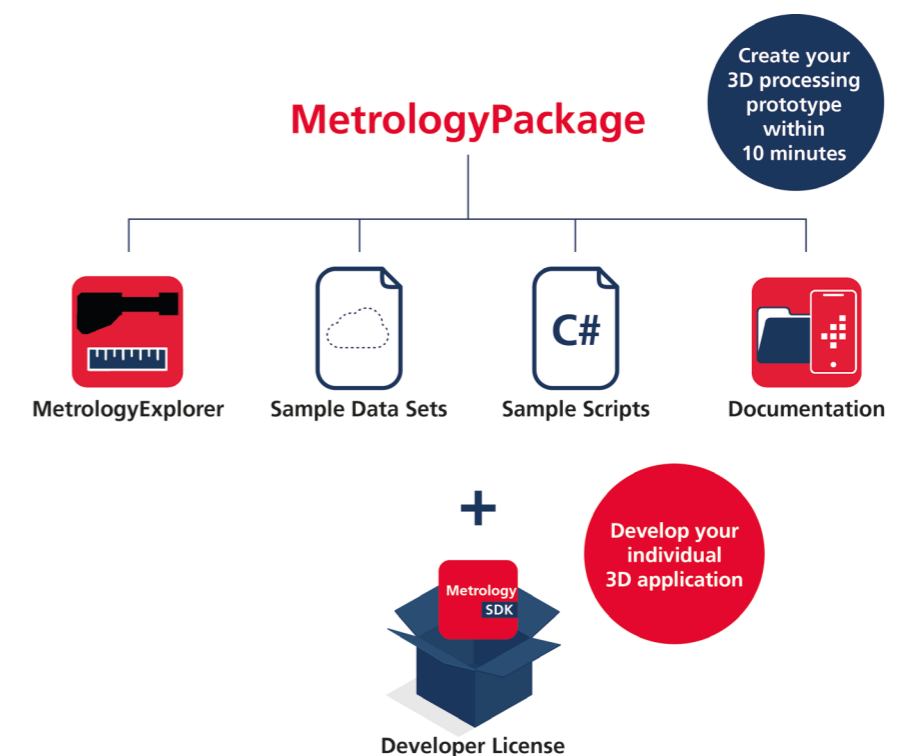 Create your
3D processing
prototype
within
10 minutes
MetrologyPackage
C#
MetrologyExplorer
Sample Data Sets
Sample Scripts
Documentation
+
Develop your
individual
3D application
Metrology
SDK
Developer License